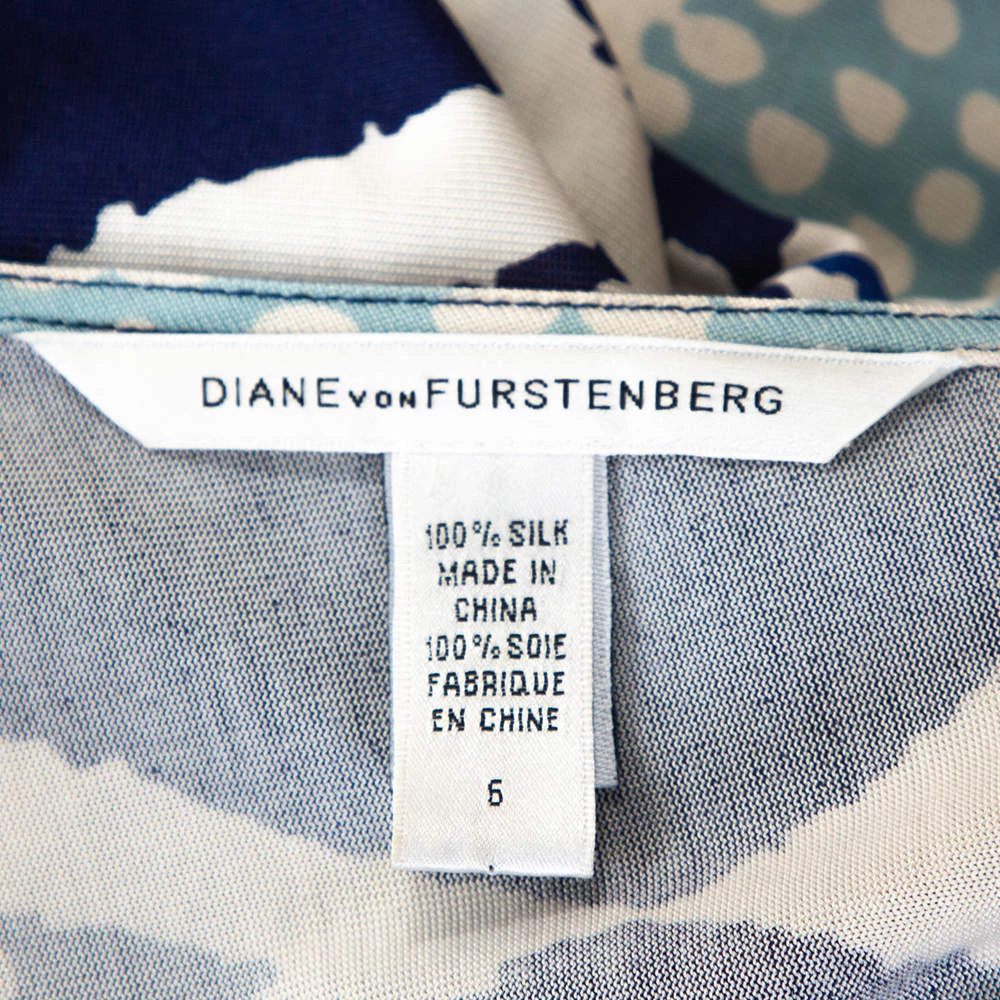 DIANE VON FURSTENBERG
100% SILK
MADE IN
CHINA
100% SOIE
FABRIQUE
EN CHINE
6